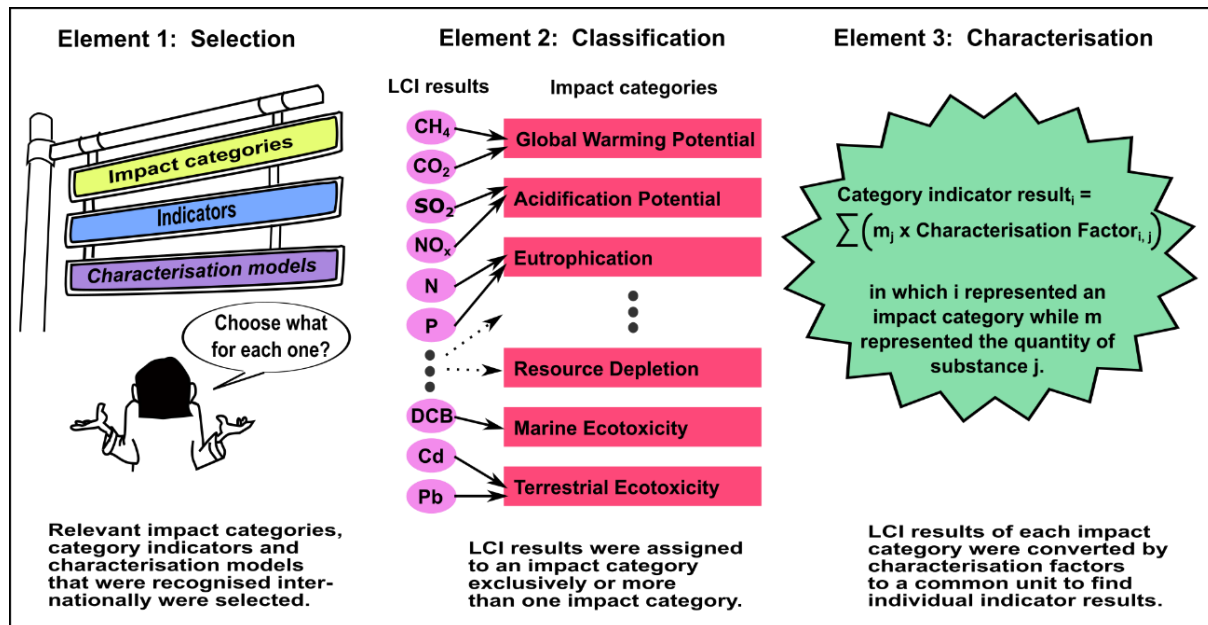 Element 1: Selection
Impact categories
Indicators
Characterisation models
Choose what
for each one?
Relevant impact categories,
category indicators and
characterisation models
that were recognised inter-
nationally were selected.
Element 2: Classification
LCI results
Impact categories
CH₄
CO₂
SO₂
NOₓ
N
P
DCB
Cd
Pb
Global Warming Potential
Acidification Potential
Eutrophication
Resource Depletion
Marine Ecotoxicity
Terrestrial Ecotoxicity
LCI results were assigned
to an impact category
exclusively or more
than one impact category.
Element 3: Characterisation
Category indicator resultᵢ =
∑(mⱼ x Characterisation Factorᵢ, ⱼ)
in which i represented an
impact category while m
represented the quantity of
substance j.
LCI results of each impact
category were converted by
characterisation factors
to a common unit to find
individual indicator results.